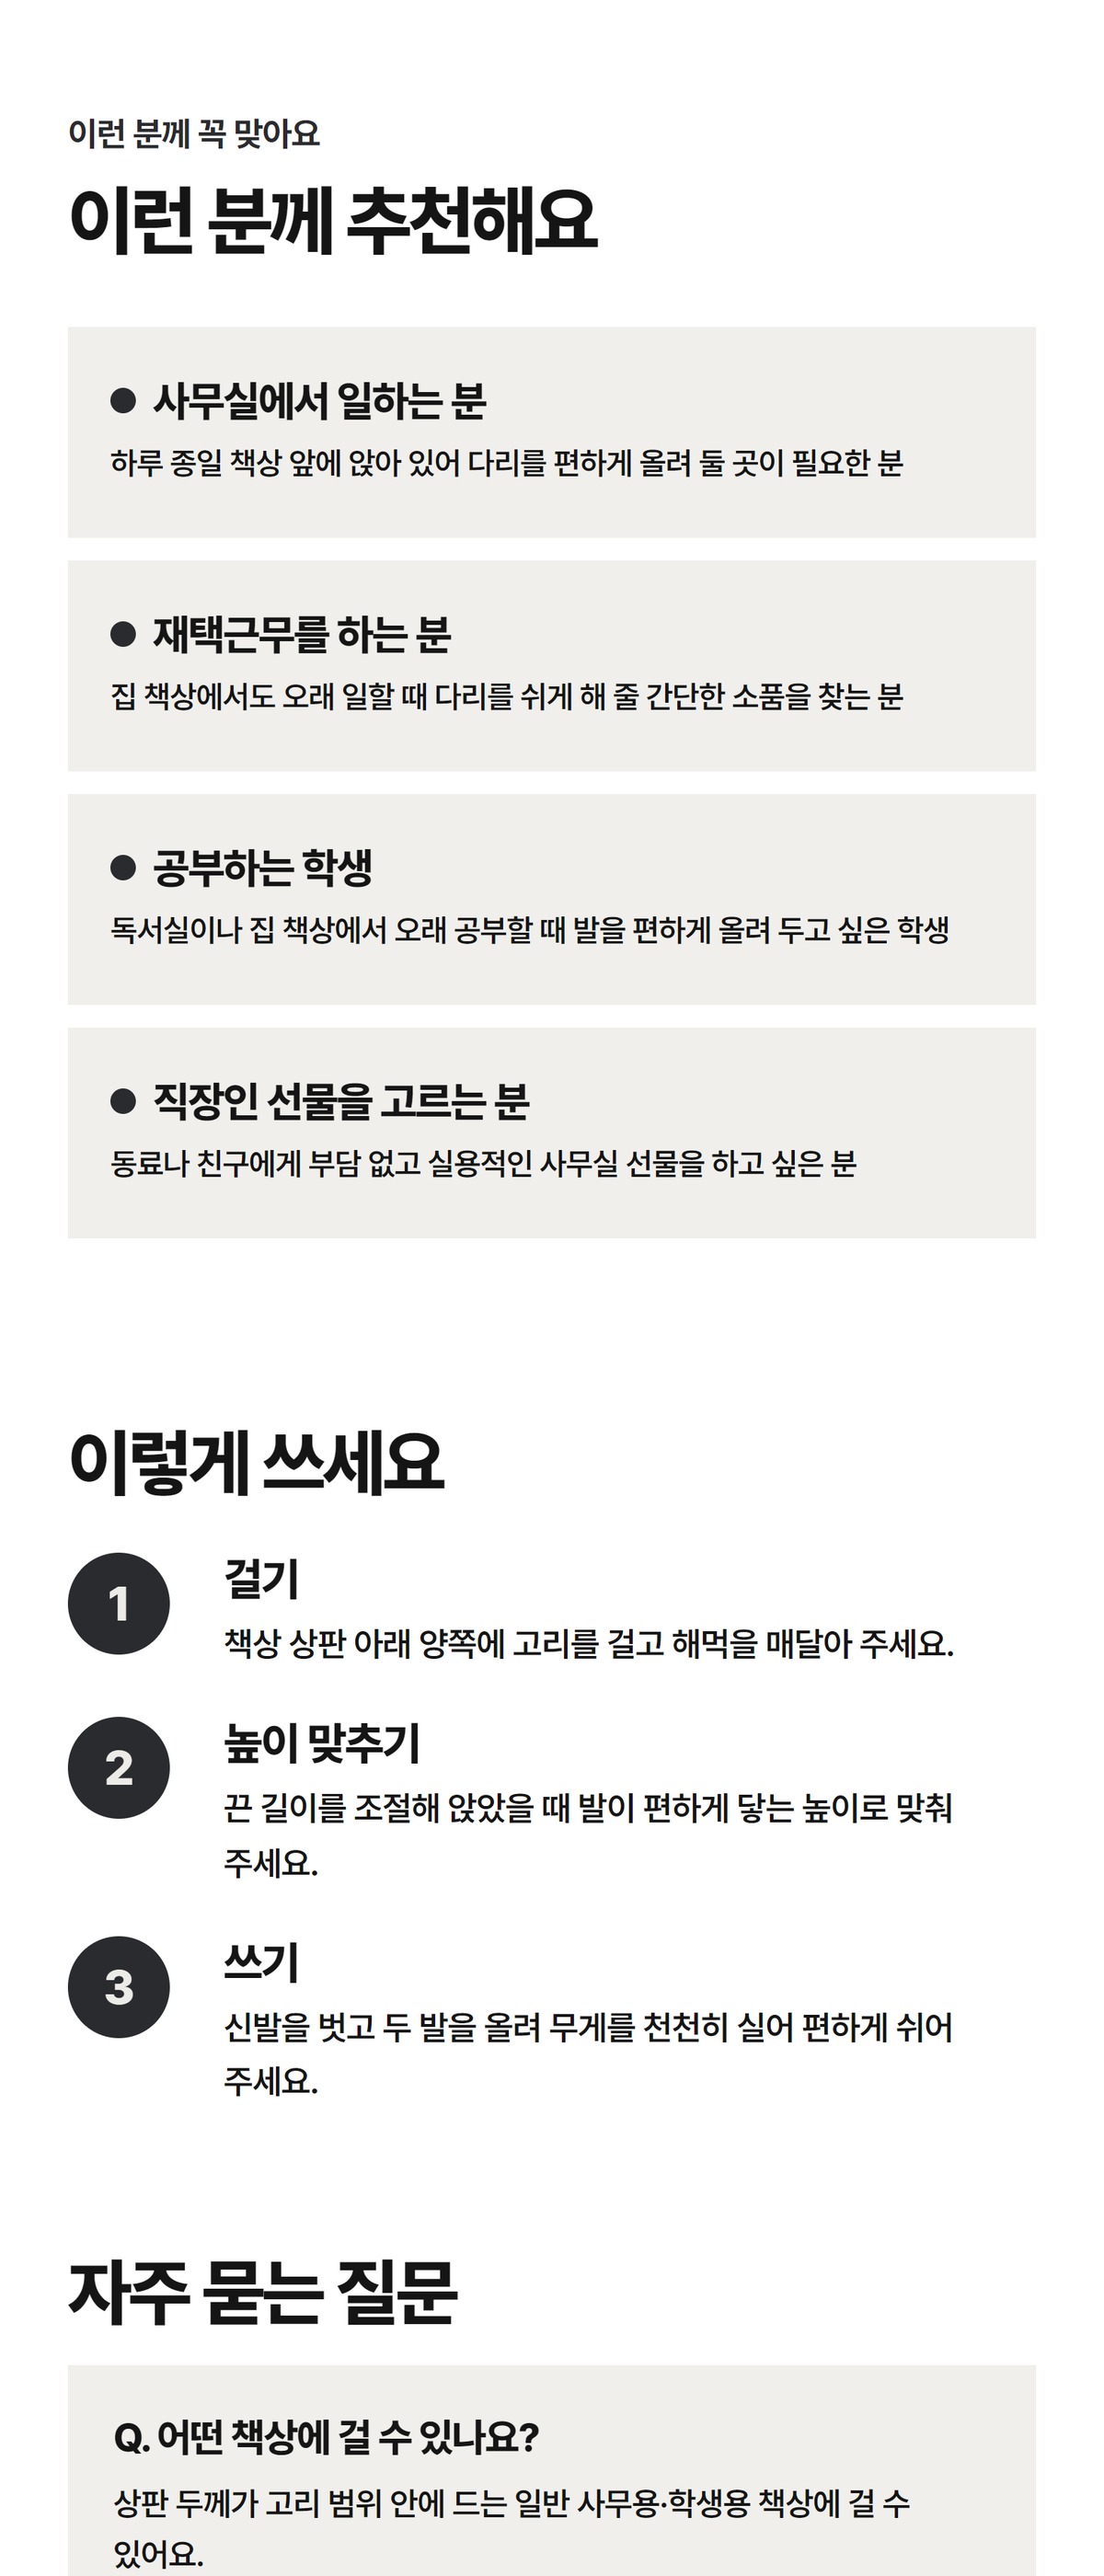 이런 분께 꼭 맞아요
이런 분께 추천해요
사무실에서 일하는 분
하루 종일 책상 앞에 앉아 있어 다리를 편하게 올려 둘 곳이 필요한 분
재택근무를 하는 분
집 책상에서도 오래 일할 때 다리를 쉬게 해 줄 간단한 소품을 찾는 분
공부하는 학생
독서실이나 집 책상에서 오래 공부할 때 발을 편하게 올려 두고 싶은 학생
직장인 선물을 고르는 분
동료나 친구에게 부담 없고 실용적인 사무실 선물을 하고 싶은 분
이렇게 쓰세요
1
걸기
책상 상판 아래 양쪽에 고리를 걸고 해먹을 매달아 주세요.
2
높이 맞추기
끈 길이를 조절해 앉았을 때 발이 편하게 닿는 높이로 맞춰
주세요.
3
쓰기
신발을 벗고 두 발을 올려 무게를 천천히 실어 편하게 쉬어
주세요.
자주 묻는 질문
Q. 어떤 책상에 걸 수 있나요?
상판 두께가 고리 범위 안에 드는 일반 사무용·학생용 책상에 걸 수
있어요.